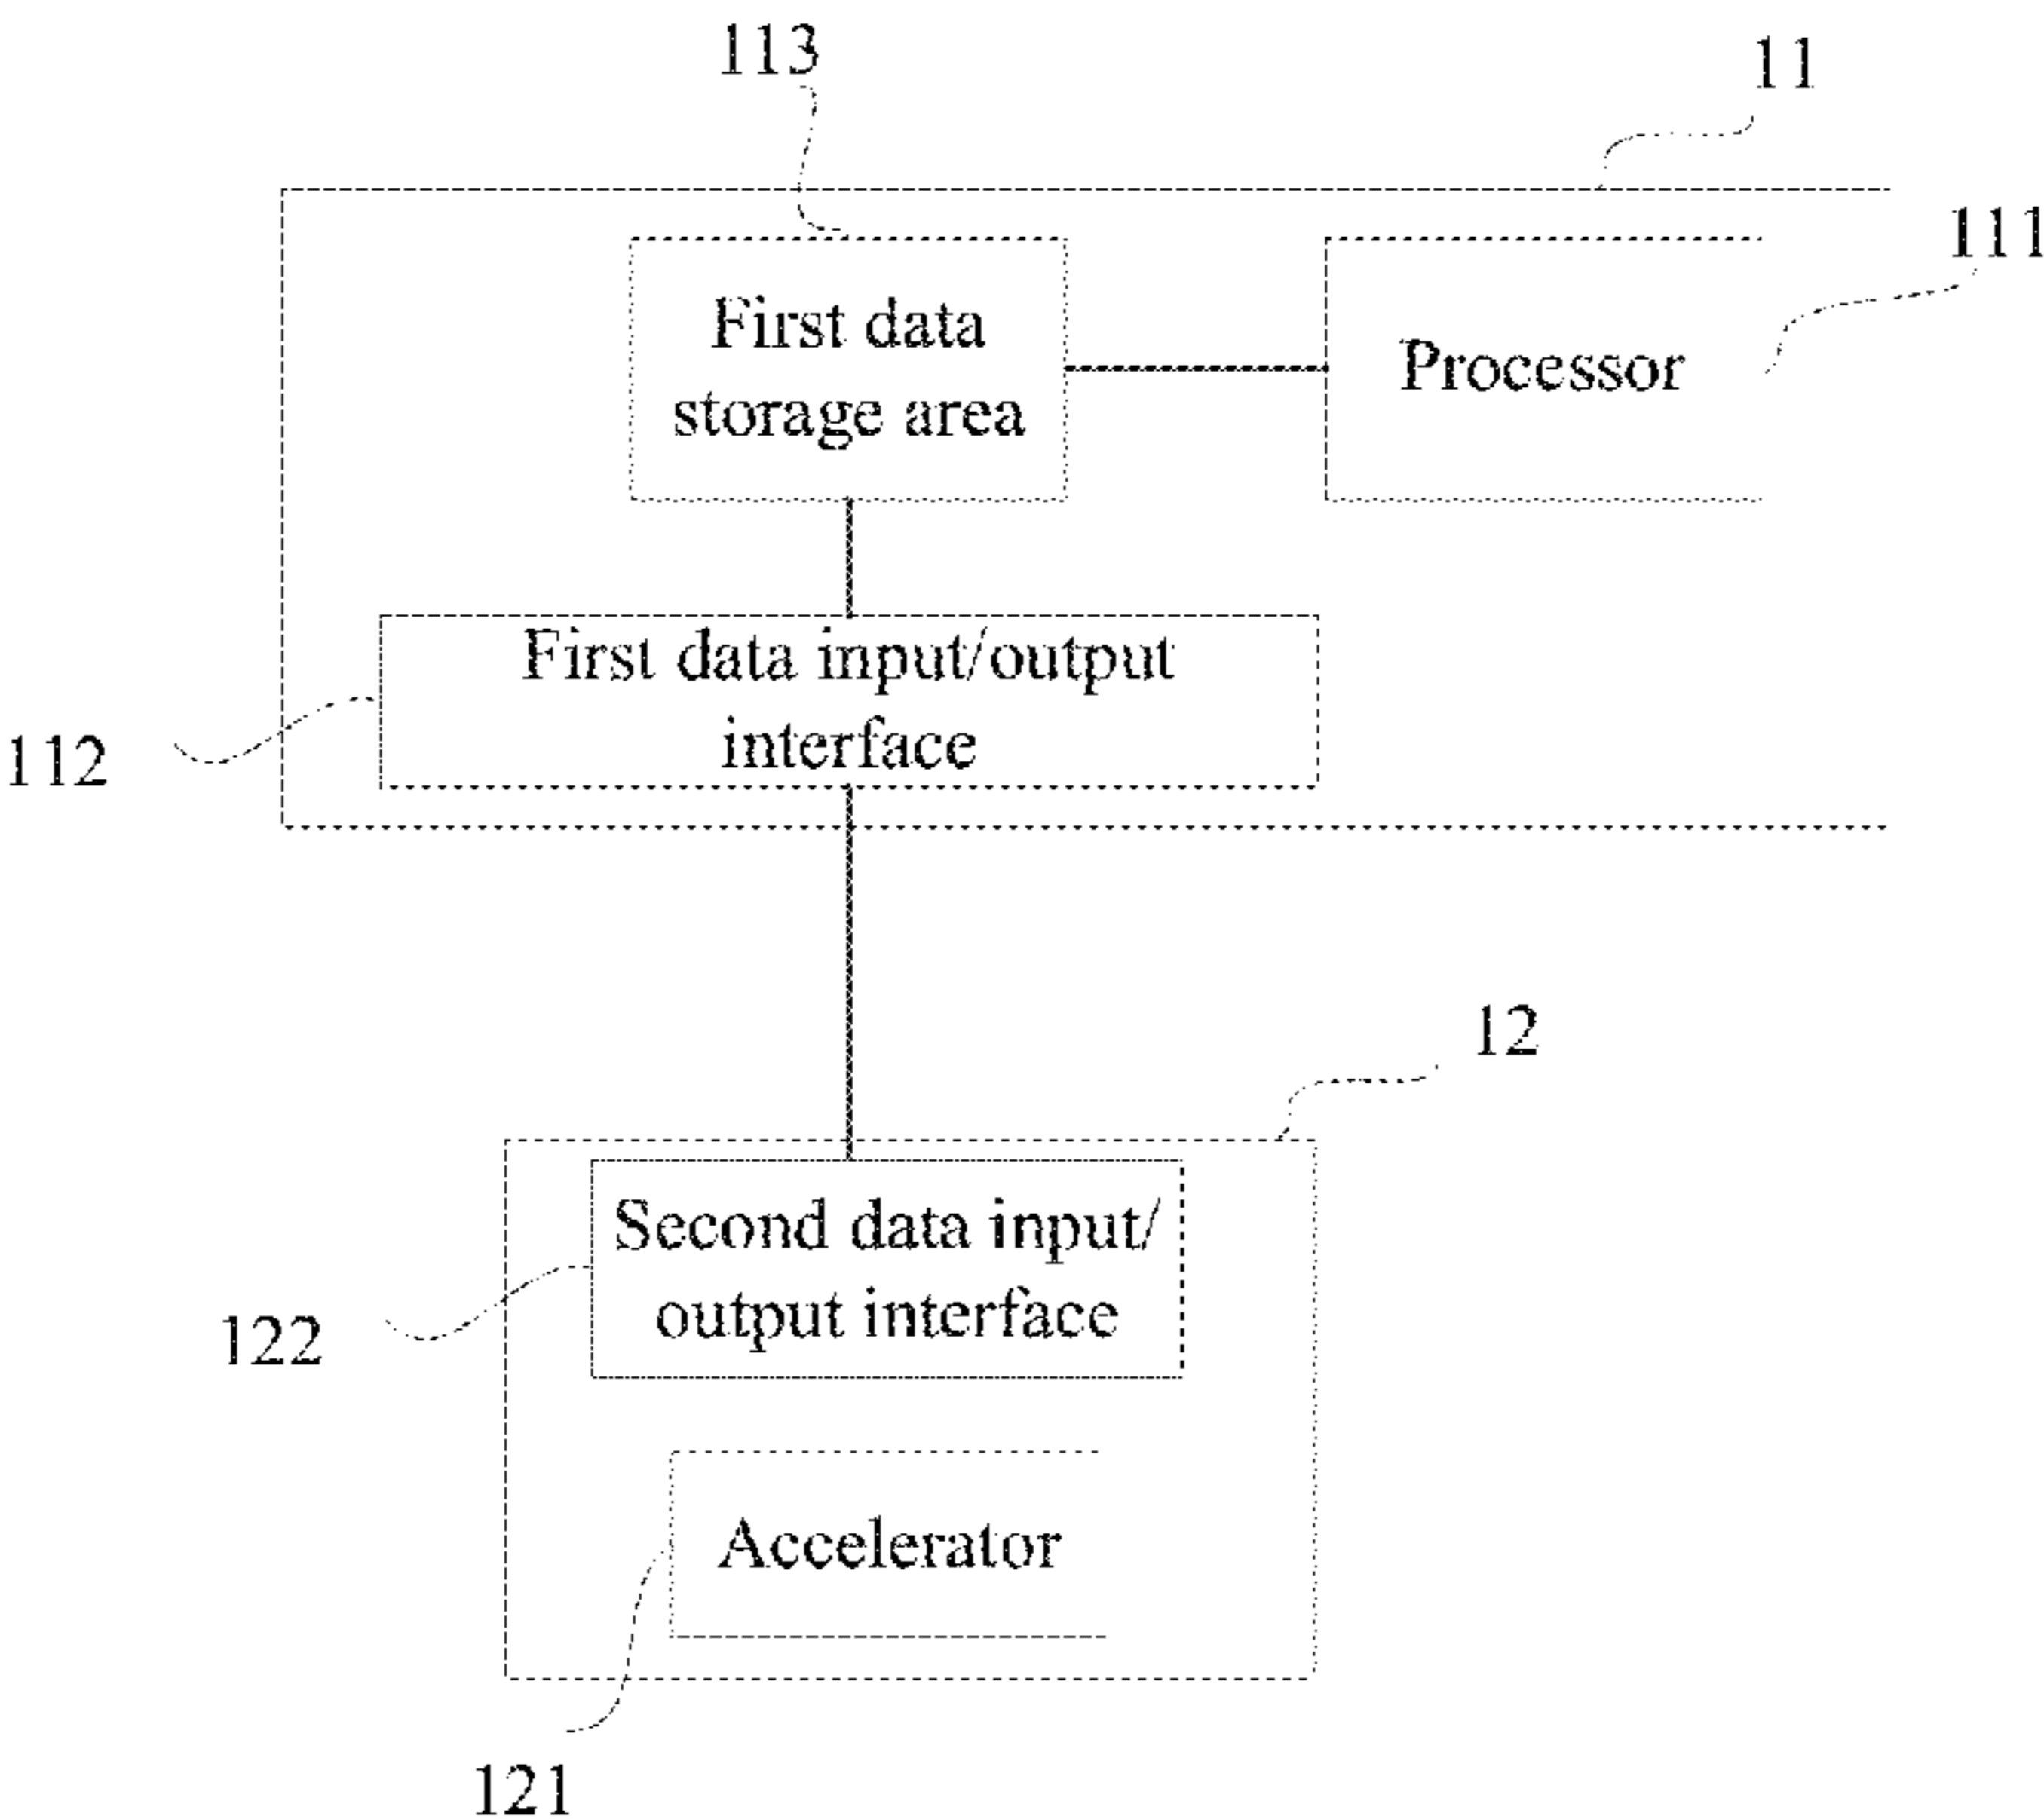 113
11
111
First data
storage area
Processor
First data input/output
interface
112
12
Second data input/
output interface
122
Accelerator
121